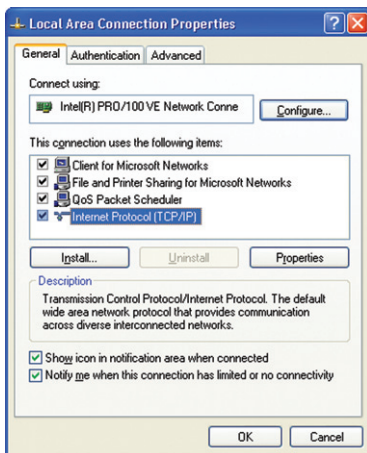 Local Area Connection Properties
General Authentication Advanced
Connect using:
Intel(R) PRO/100 VE Network Conne
Configure...
This connection uses the following items:
Client for Microsoft Networks
File and Printer Sharing for Microsoft Networks
QoS Packet Scheduler
Internet Protocol (TCP/IP)
Install... Uninstall Properties
Description
Transmission Control Protocol/Internet Protocol. The default
wide area network protocol that provides communication
across diverse interconnected networks.
Show icon in notification area when connected
Notify me when this connection has limited or no connectivity
OK Cancel